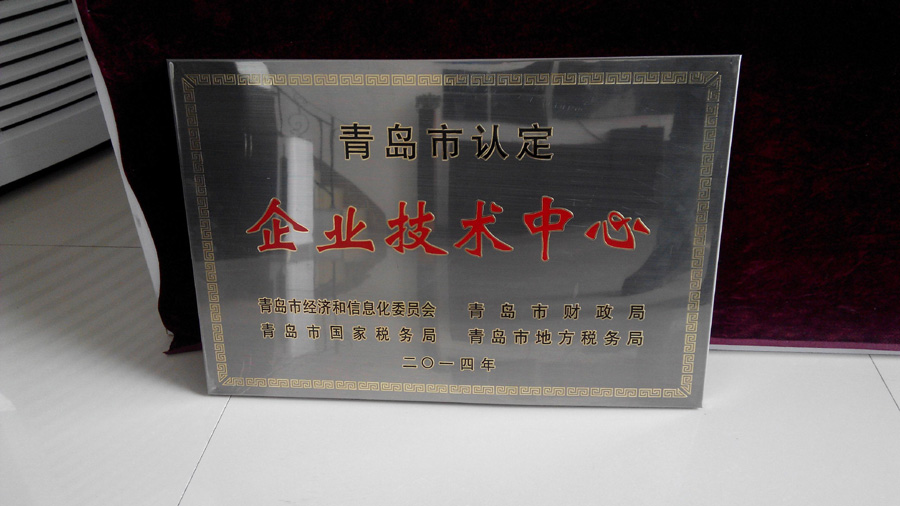 青岛市认定
企业技术中心
青岛市经济和信息化委员会 青岛市财政局
青岛市国家税务局 青岛市地方税务局
二〇一四年